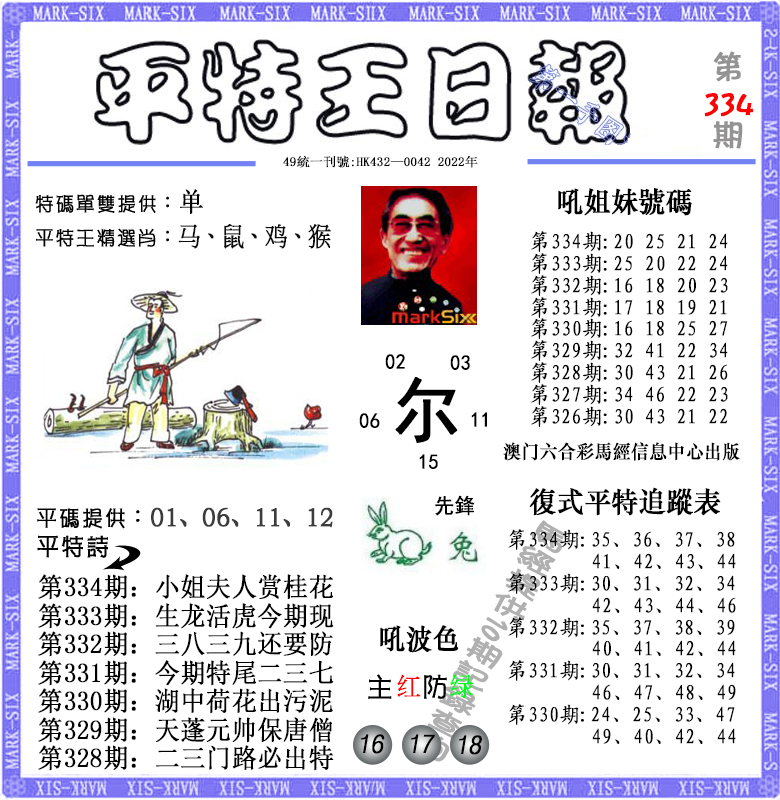 MARK-SIX MARK-SIX MARK-SIX MARK-SIX MARK-SIX MARK-SIX MARK-SIX MARK-SIX
平特王日報
第
334
期
49統一刊號:HK432—0042 2022年
特碼單雙提供：单
平特王精選肖：马、鼠、鸡、猴
MarkSix
02 03
06 尔 11
15
先鋒
兔
吼姐妹號碼
第334期: 20 25 21 24
第333期: 25 20 22 24
第332期: 16 18 20 23
第331期: 17 18 19 21
第330期: 16 18 25 27
第329期: 32 41 22 34
第328期: 30 43 21 26
第327期: 34 46 22 23
第326期: 30 43 21 22
澳门六合彩馬經信息中心出版
平碼提供：01、06、11、12
平特詩
第334期：小姐夫人赏桂花
第333期：生龙活虎今期现
第332期：三八三九还要防
第331期：今期特尾二三七
第330期：湖中荷花出污泥
第329期：天蓬元帅保唐僧
第328期：二三门路必出特
吼波色
主红防绿
16 17 18
復式平特追蹤表
第334期: 35、36、37、38
41、42、43、44
第333期: 30、31、32、34
42、43、44、46
第332期: 35、37、38、39
40、41、42、44
第331期: 30、31、32、34
46、47、48、49
第330期: 24、25、33、47
49、40、42、44
MARK-SIX MARK-SIX MARK-SIX MARK-SIX MARK-SIX MARK-SIX MARK-SIX MARK-SIX